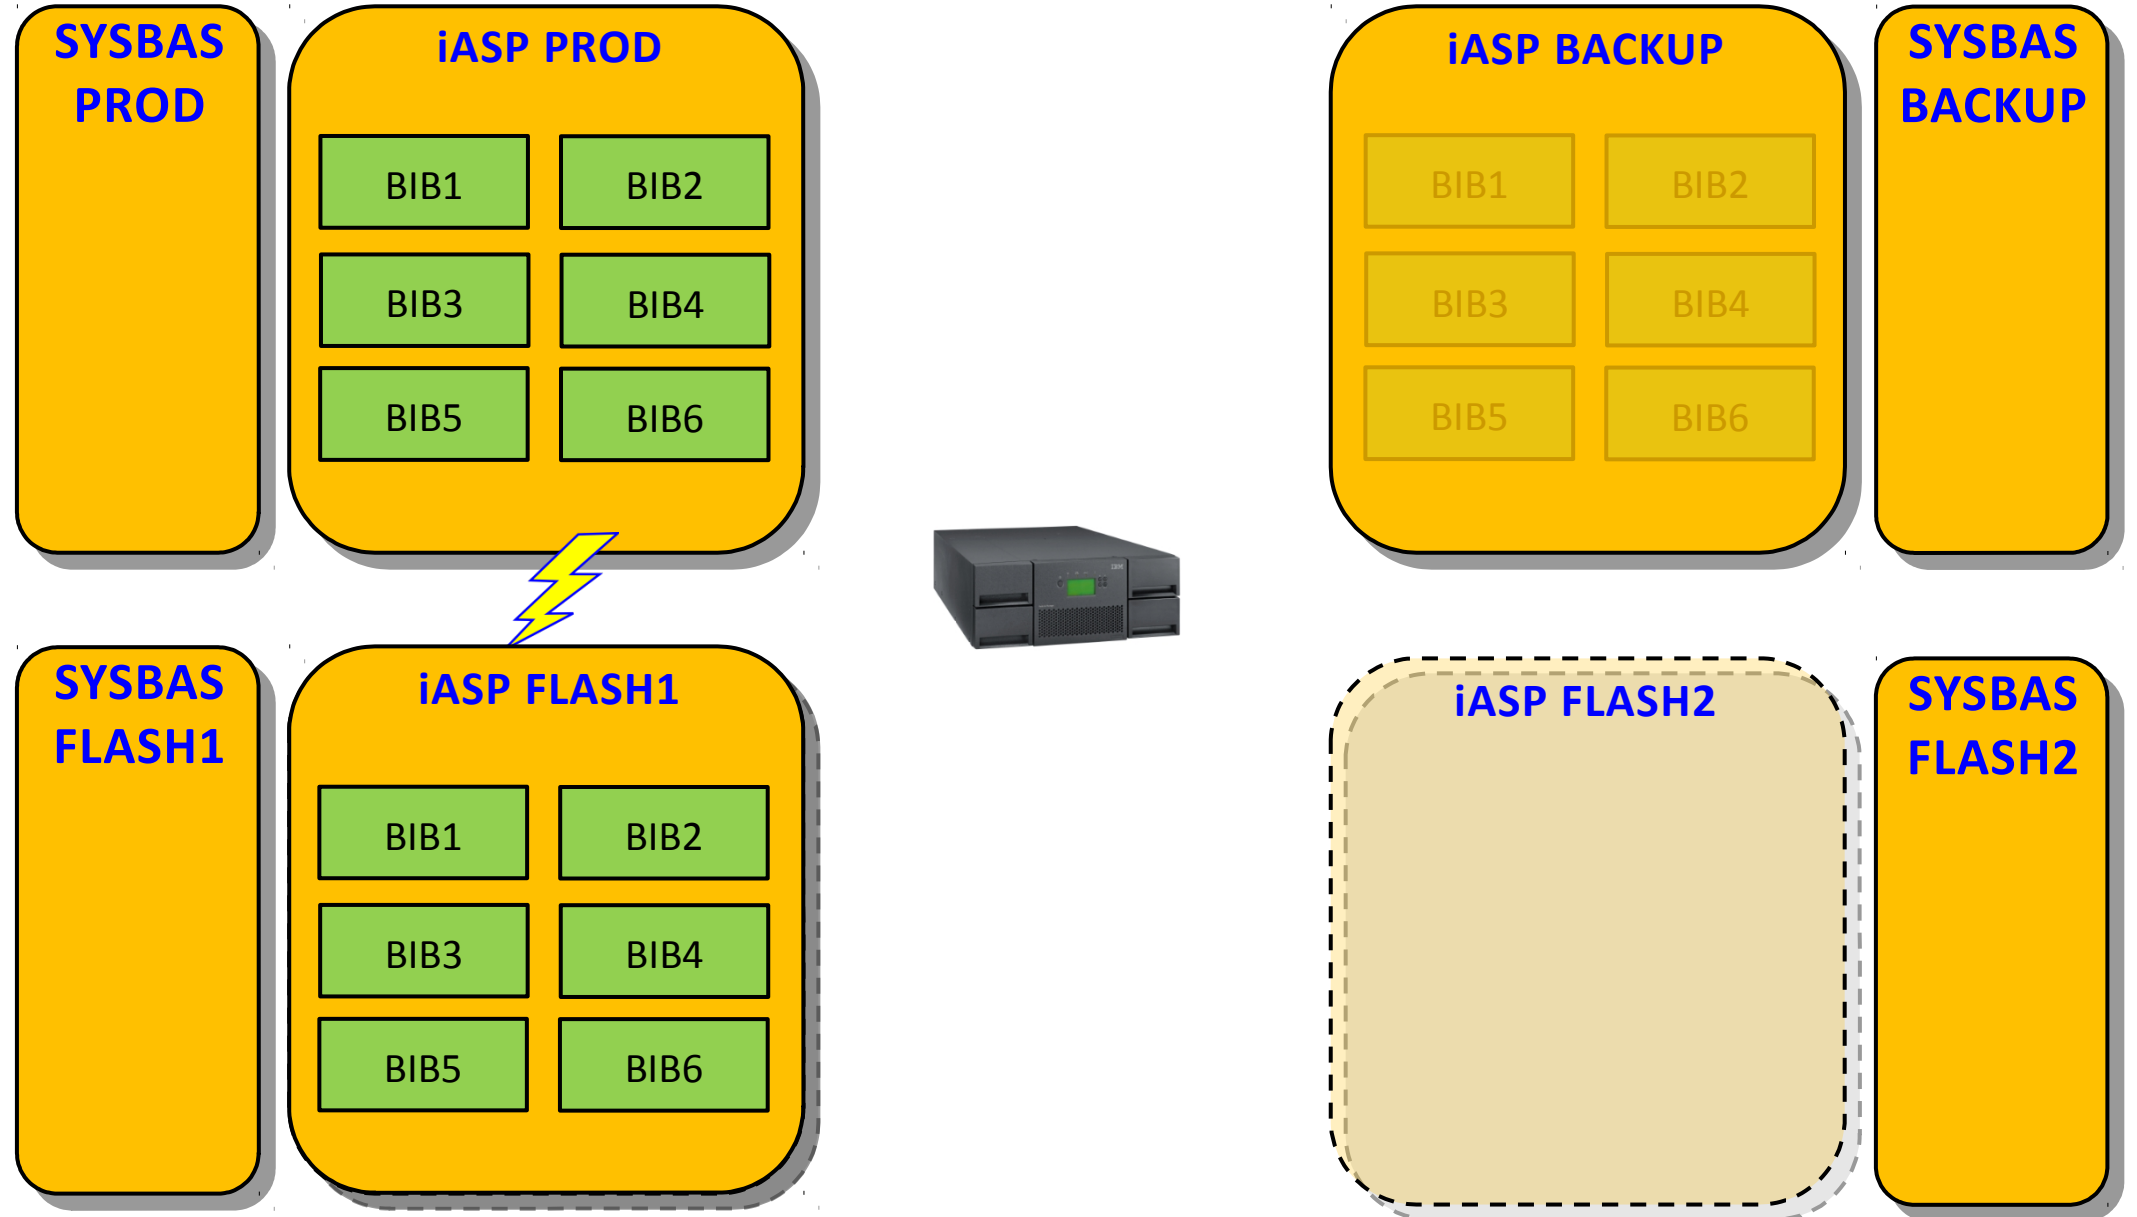 SYSBAS
PROD
iASP PROD
BIB1
BIB2
BIB3
BIB4
BIB5
BIB6
iASP BACKUP
BIB1
BIB2
BIB3
BIB4
BIB5
BIB6
SYSBAS
BACKUP
IBM
SYSBAS
FLASH1
iASP FLASH1
BIB1
BIB2
BIB3
BIB4
BIB5
BIB6
iASP FLASH2
SYSBAS
FLASH2